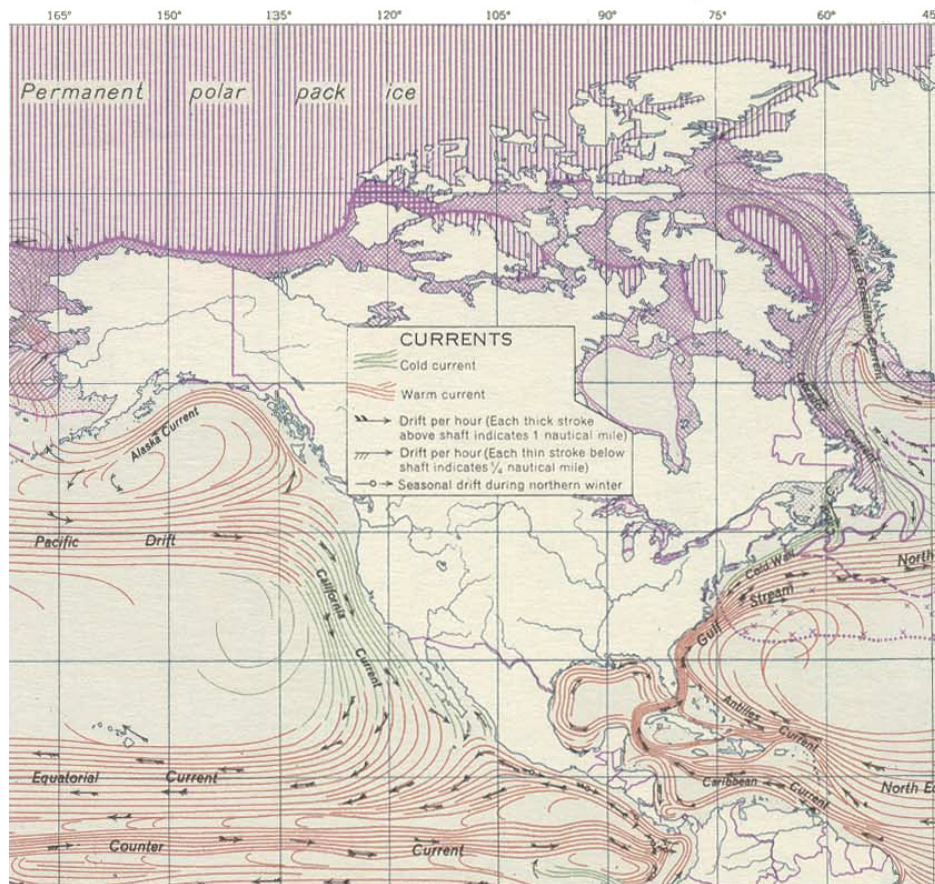 165° 150° 135° 120° 105° 90° 75° 60° 45
Permanent polar pack ice
West Greenland Current
CURRENTS
Cold current
Warm current
Drift per hour (Each thick stroke
above shaft indicates 1 nautical mile)
Drift per hour (Each thin stroke below
shaft indicates ¼ nautical mile)
Seasonal drift during northern winter
Labrador Current
Alaska Current
Pacific Drift
California Current
Cold Wall
North
Gulf Stream
Antilles Current
Equatorial Current
Caribbean Current
North Eq
Counter Current